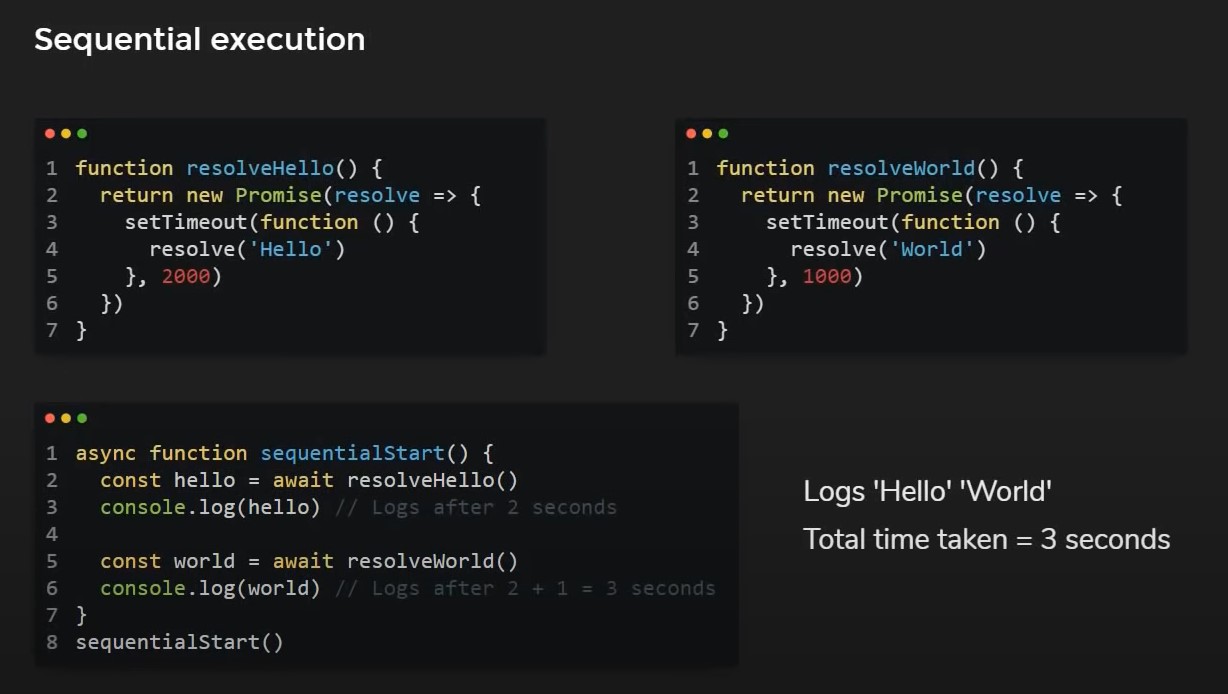 Sequential execution
1 function resolveHello() {
2   return new Promise(resolve => {
3     setTimeout(function () {
4       resolve('Hello')
5     }, 2000)
6   })
7 }
1 function resolveWorld() {
2   return new Promise(resolve => {
3     setTimeout(function () {
4       resolve('World')
5     }, 1000)
6   })
7 }
1 async function sequentialStart() {
2   const hello = await resolveHello()
3   console.log(hello) // Logs after 2 seconds
4
5   const world = await resolveWorld()
6   console.log(world) // Logs after 2 + 1 = 3 seconds
7 }
8 sequentialStart()
Logs 'Hello' 'World'
Total time taken = 3 seconds